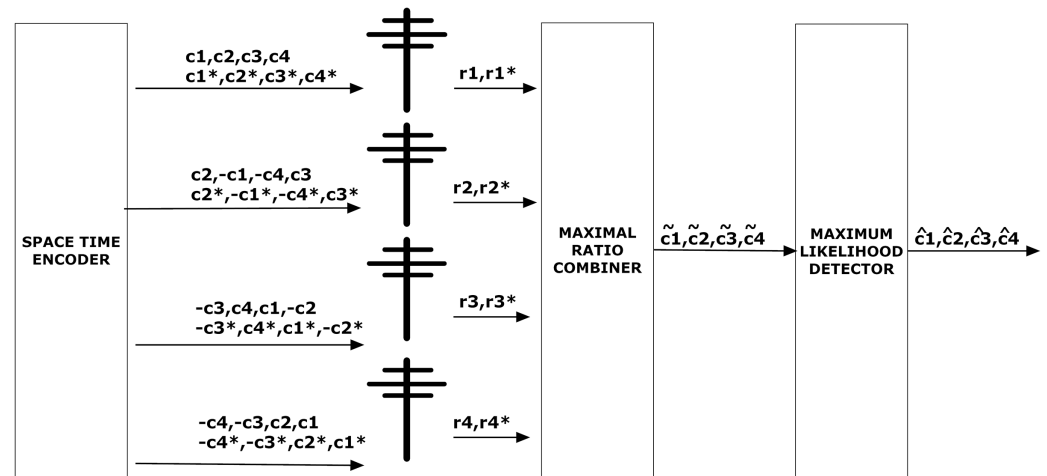 c1,c2,c3,c4
c1*,c2*,c3*,c4*
r1,r1*
c2,-c1,-c4,c3
c2*,-c1*,-c4*,c3*
r2,r2*
SPACE TIME
ENCODER
MAXIMAL
RATIO
COMBINER
c̃1,c̃2,c̃3,c̃4
MAXIMUM
LIKELIHOOD
DETECTOR
ĉ1,ĉ2,ĉ3,ĉ4
-c3,c4,c1,-c2
-c3*,c4*,c1*,-c2*
r3,r3*
-c4,-c3,c2,c1
-c4*,-c3*,c2*,c1*
r4,r4*